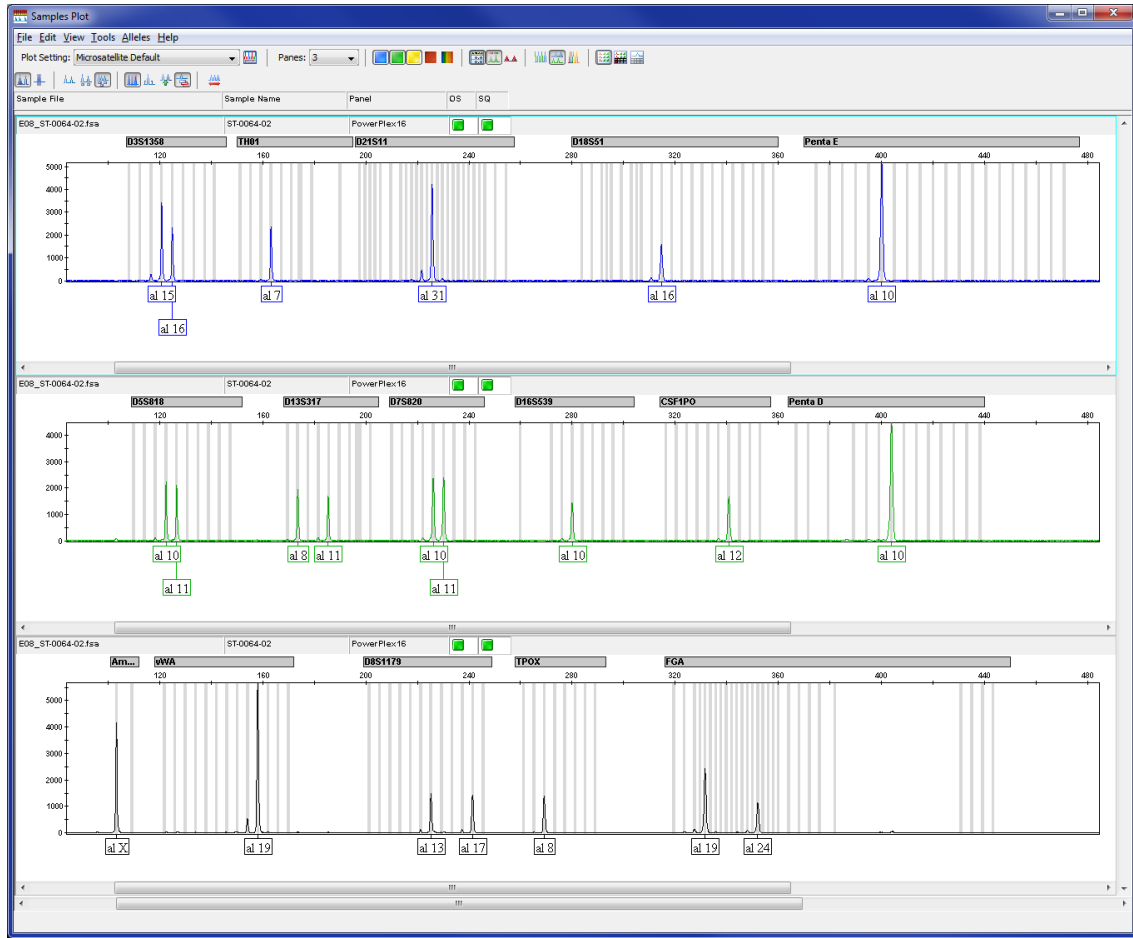 Samples Plot
File Edit View Tools Alleles Help
Plot Setting: Microsatellite Default Panes: 3
Sample File Sample Name Panel OS SQ
E08_ST-0064-02.fsa ST-0064-02 PowerPlex16
D3S1358 TH01 D21S11 D18S51 Penta E
120 160 200 240 280 320 360 400 440 480
5000
4000
3000
2000
1000
0
al 15 al 7 al 31 al 16 al 10
al 16
E08_ST-0064-02.fsa ST-0064-02 PowerPlex16
D5S818 D13S317 D7S820 D16S539 CSF1PO Penta D
120 160 200 240 280 320 360 400 440 480
4000
3000
2000
1000
0
al 10 al 8 al 11 al 10 al 10 al 12 al 10
al 11 al 11
E08_ST-0064-02.fsa ST-0064-02 PowerPlex16
Am... vWA D8S1179 TPOX FGA
120 160 200 240 280 320 360 400 440 480
5000
4000
3000
2000
1000
0
al X al 19 al 13 al 17 al 8 al 19 al 24